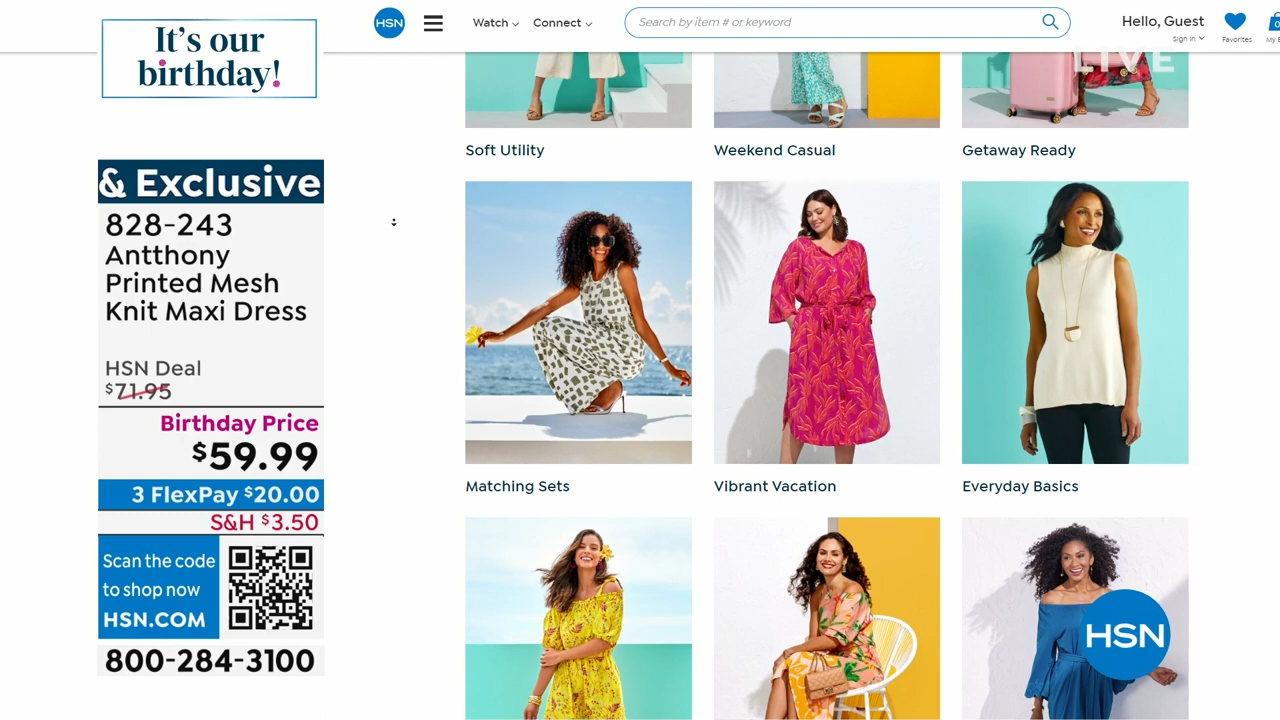 It's our
birthday!
& Exclusive
828-243
Antthony
Printed Mesh
Knit Maxi Dress
HSN Deal
$71.95
Birthday Price
$59.99
3 FlexPay $20.00
S&H $3.50
Scan the code
to shop now
HSN.COM
800-284-3100
HSN
Watch
Connect
Search by item # or keyword
Hello, Guest
Sign In
Favorites
My
0
LIVE
Soft Utility
Weekend Casual
Getaway Ready
Matching Sets
Vibrant Vacation
Everyday Basics
HSN